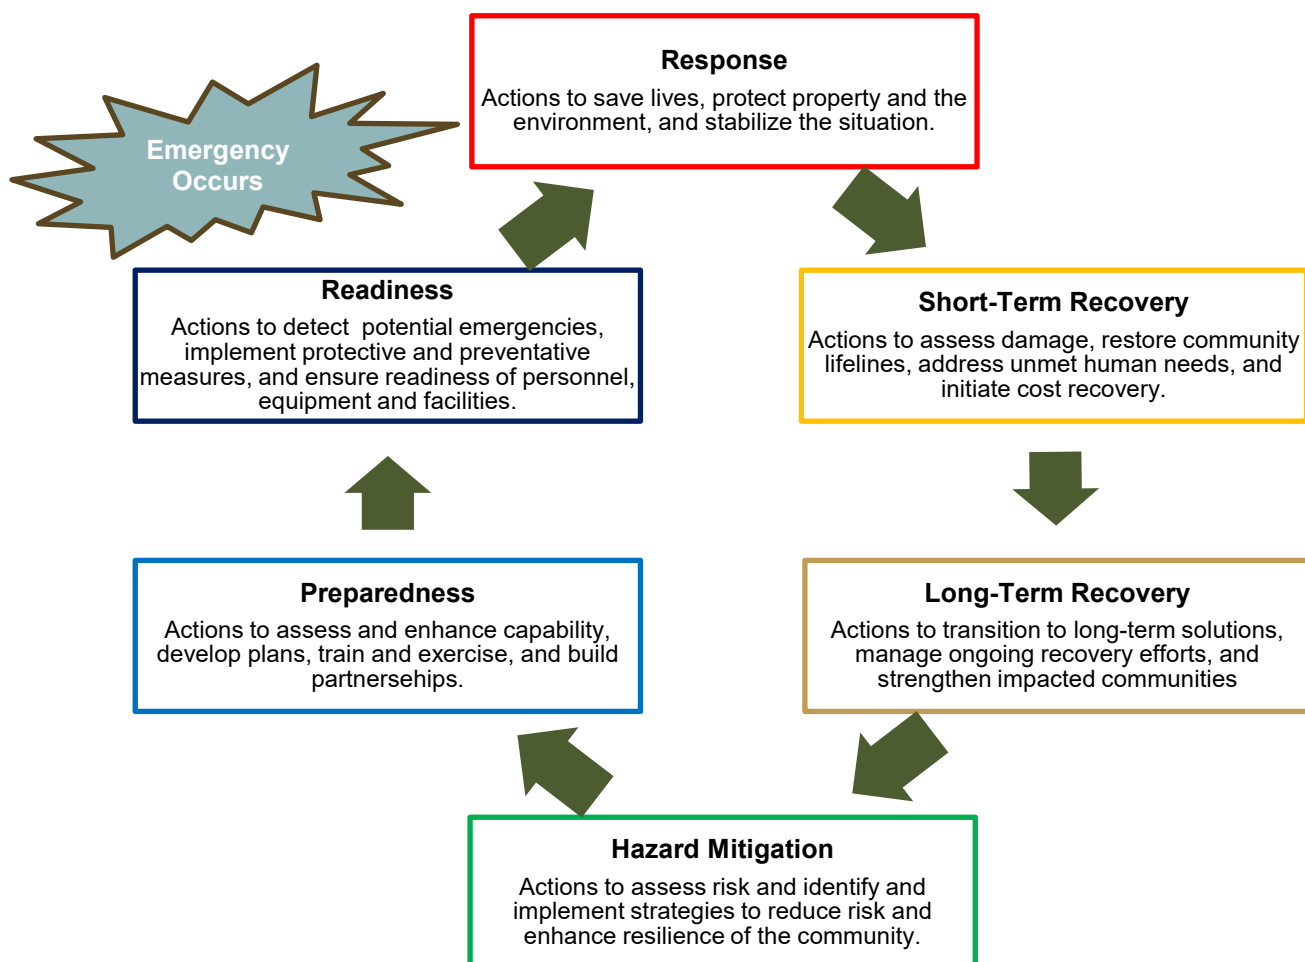 Response
Actions to save lives, protect property and the
environment, and stabilize the situation.
Emergency
Occurs
Readiness
Actions to detect  potential emergencies,
implement protective and preventative
measures, and ensure readiness of personnel,
equipment and facilities.
Short-Term Recovery
Actions to assess damage, restore community
lifelines, address unmet human needs, and
initiate cost recovery.
Preparedness
Actions to assess and enhance capability,
develop plans, train and exercise, and build
partnersehips.
Long-Term Recovery
Actions to transition to long-term solutions,
manage ongoing recovery efforts, and
strengthen impacted communities
Hazard Mitigation
Actions to assess risk and identify and
implement strategies to reduce risk and
enhance resilience of the community.